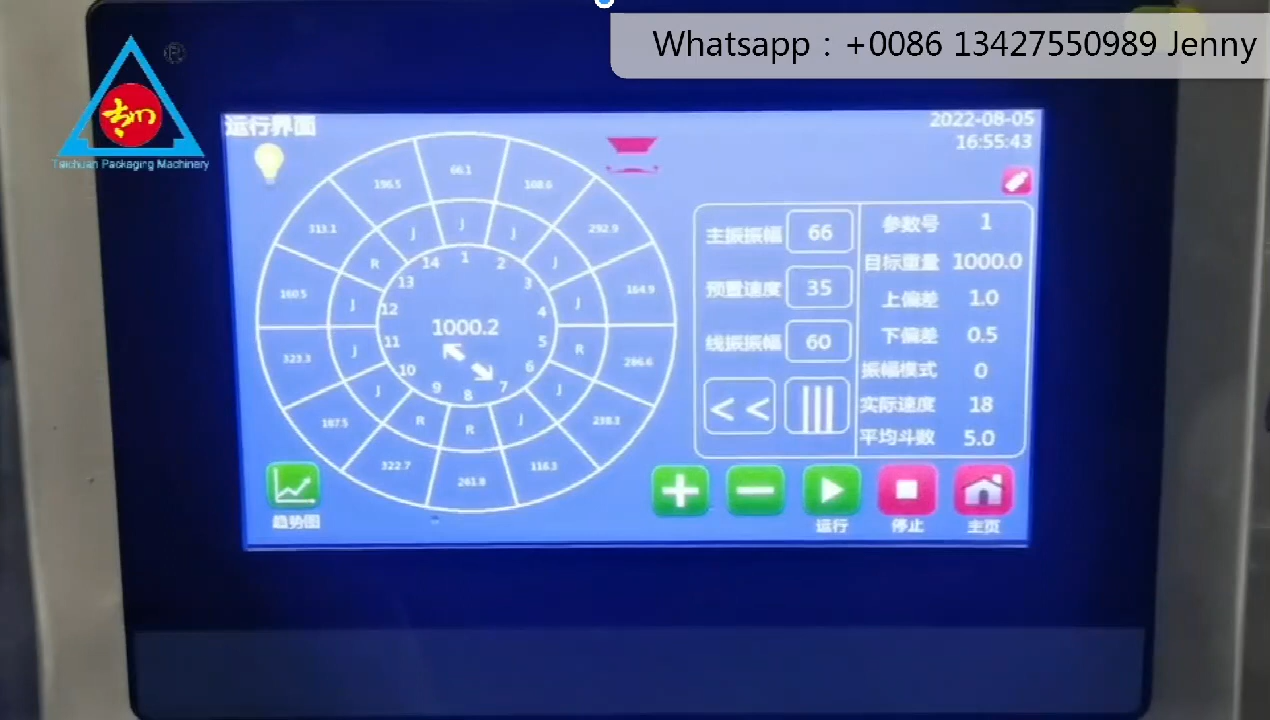 Whatsapp：+0086 13427550989 Jenny
®
Taichuan Packaging Machinery
运行界面
2022-08-05
16:55:43
66.1
108.6
292.9
164.9
286.6
238.3
116.3
261.8
322.7
187.5
323.3
160.5
313.1
196.5
J
J
J
J
R
J
J
R
R
J
J
J
R
J
1
2
3
4
5
6
7
8
9
10
11
12
13
14
1000.2
主振振幅 66
预置速度 35
线振振幅 60
< <
参数号 1
目标重量 1000.0
上偏差 1.0
下偏差 0.5
振幅模式 0
实际速度 18
平均斗数 5.0
趋势图
运行
停止
主页